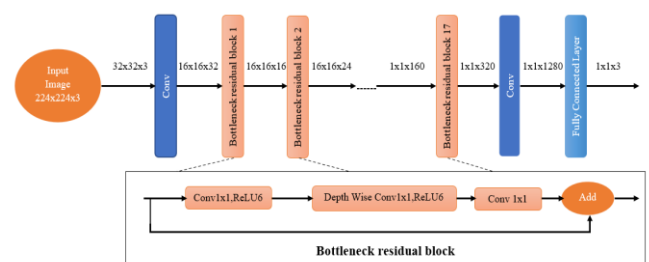 Input
Image
224x224x3
32x32x3
Conv
16x16x32
Bottleneck residual block 1
16x16x16
Bottleneck residual block 2
16x16x24
1x1x160
Bottleneck residual block 17
1x1x320
Conv
1x1x1280
Fully Connected Layer
1x1x3
Conv1x1,ReLU6
Depth Wise Conv1x1,ReLU6
Conv 1x1
Add
Bottleneck residual block